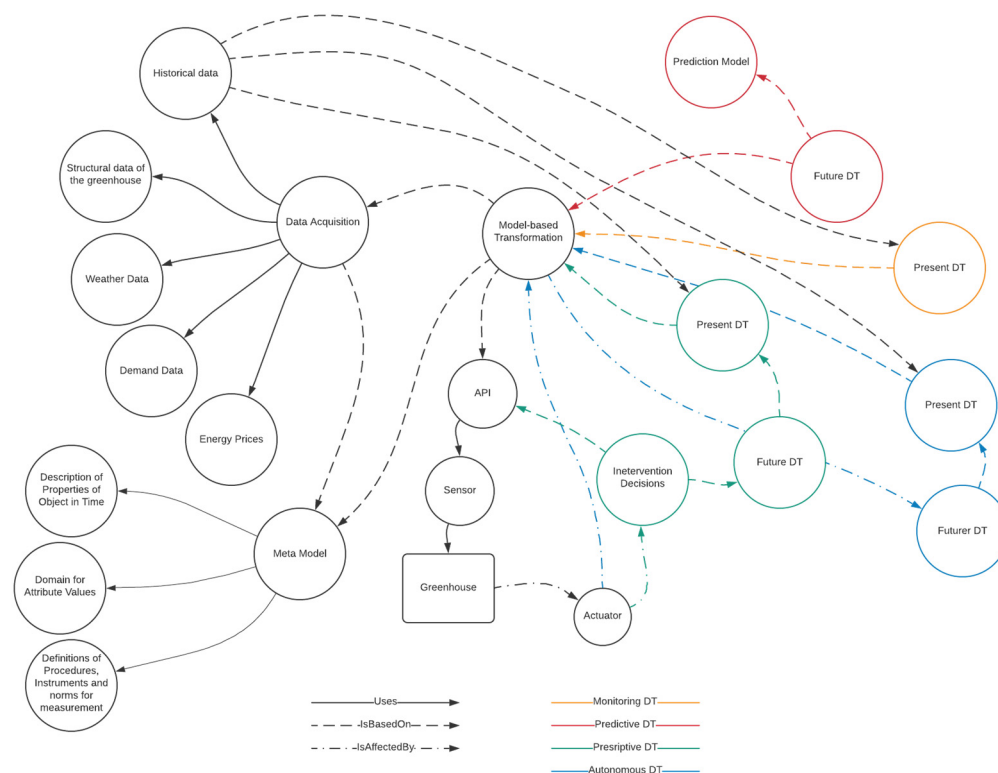 Historical data
Prediction Model
Structural data of
the greenhouse
Future DT
Data Acquisition
Model-based
Transformation
Weather Data
Present DT
Present DT
Demand Data
API
Present DT
Energy Prices
Description of
Properties of
Object in Time
Sensor
Inetervention
Decisions
Future DT
Futurer DT
Meta Model
Domain for
Attribute Values
Greenhouse
Actuator
Definitions of
Procedures,
Instruments and
norms for
measurement
Uses
IsBasedOn
IsAffectedBy
Monitoring DT
Predictive DT
Presriptive DT
Autonomous DT